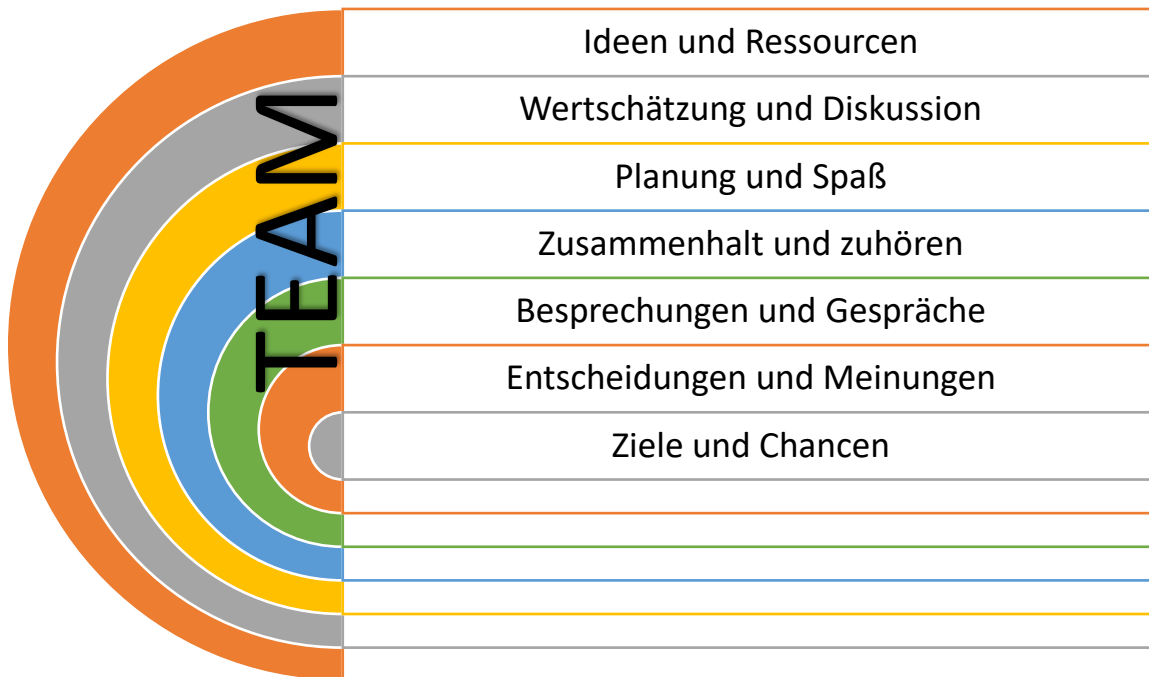 TEAM
Ideen und Ressourcen
Wertschätzung und Diskussion
Planung und Spaß
Zusammenhalt und zuhören
Besprechungen und Gespräche
Entscheidungen und Meinungen
Ziele und Chancen